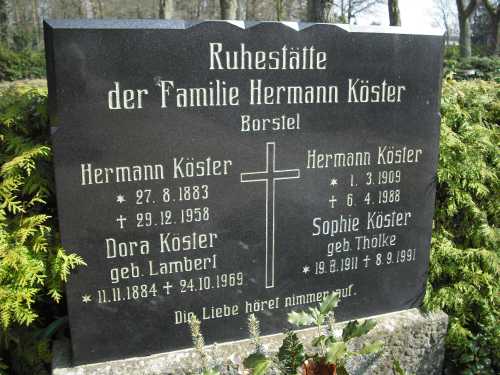 Ruhestätte
der Familie Hermann Köster
Borstel
Hermann Köster
* 27. 8. 1883
† 29. 12. 1958
Dora Köster
geb. Lambert
* 11. 11. 1884 † 24. 10. 1969
Hermann Köster
* 1. 3. 1909
† 6. 4. 1988
Sophie Köster
geb. Thölke
* 19. 2. 1911 † 8. 9. 1991
Die Liebe höret nimmer auf.